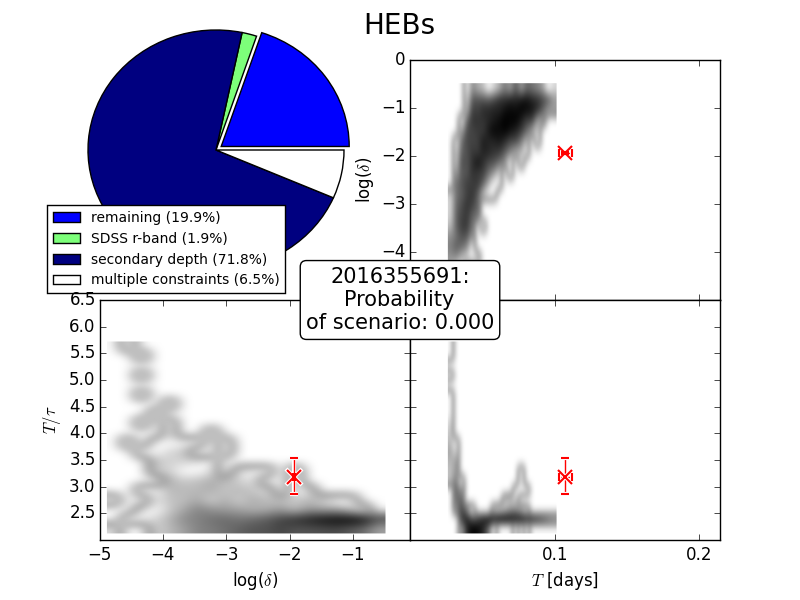 HEBs
remaining (19.9%)
SDSS r-band (1.9%)
secondary depth (71.8%)
multiple constraints (6.5%)
0
−1
−2
−3
−4
log(δ)
2016355691:
Probability
of scenario: 0.000
6.5
6.0
5.5
5.0
4.5
4.0
3.5
3.0
2.5
T/τ
−5 −4 −3 −2 −1
log(δ)
0.1 0.2
T [days]